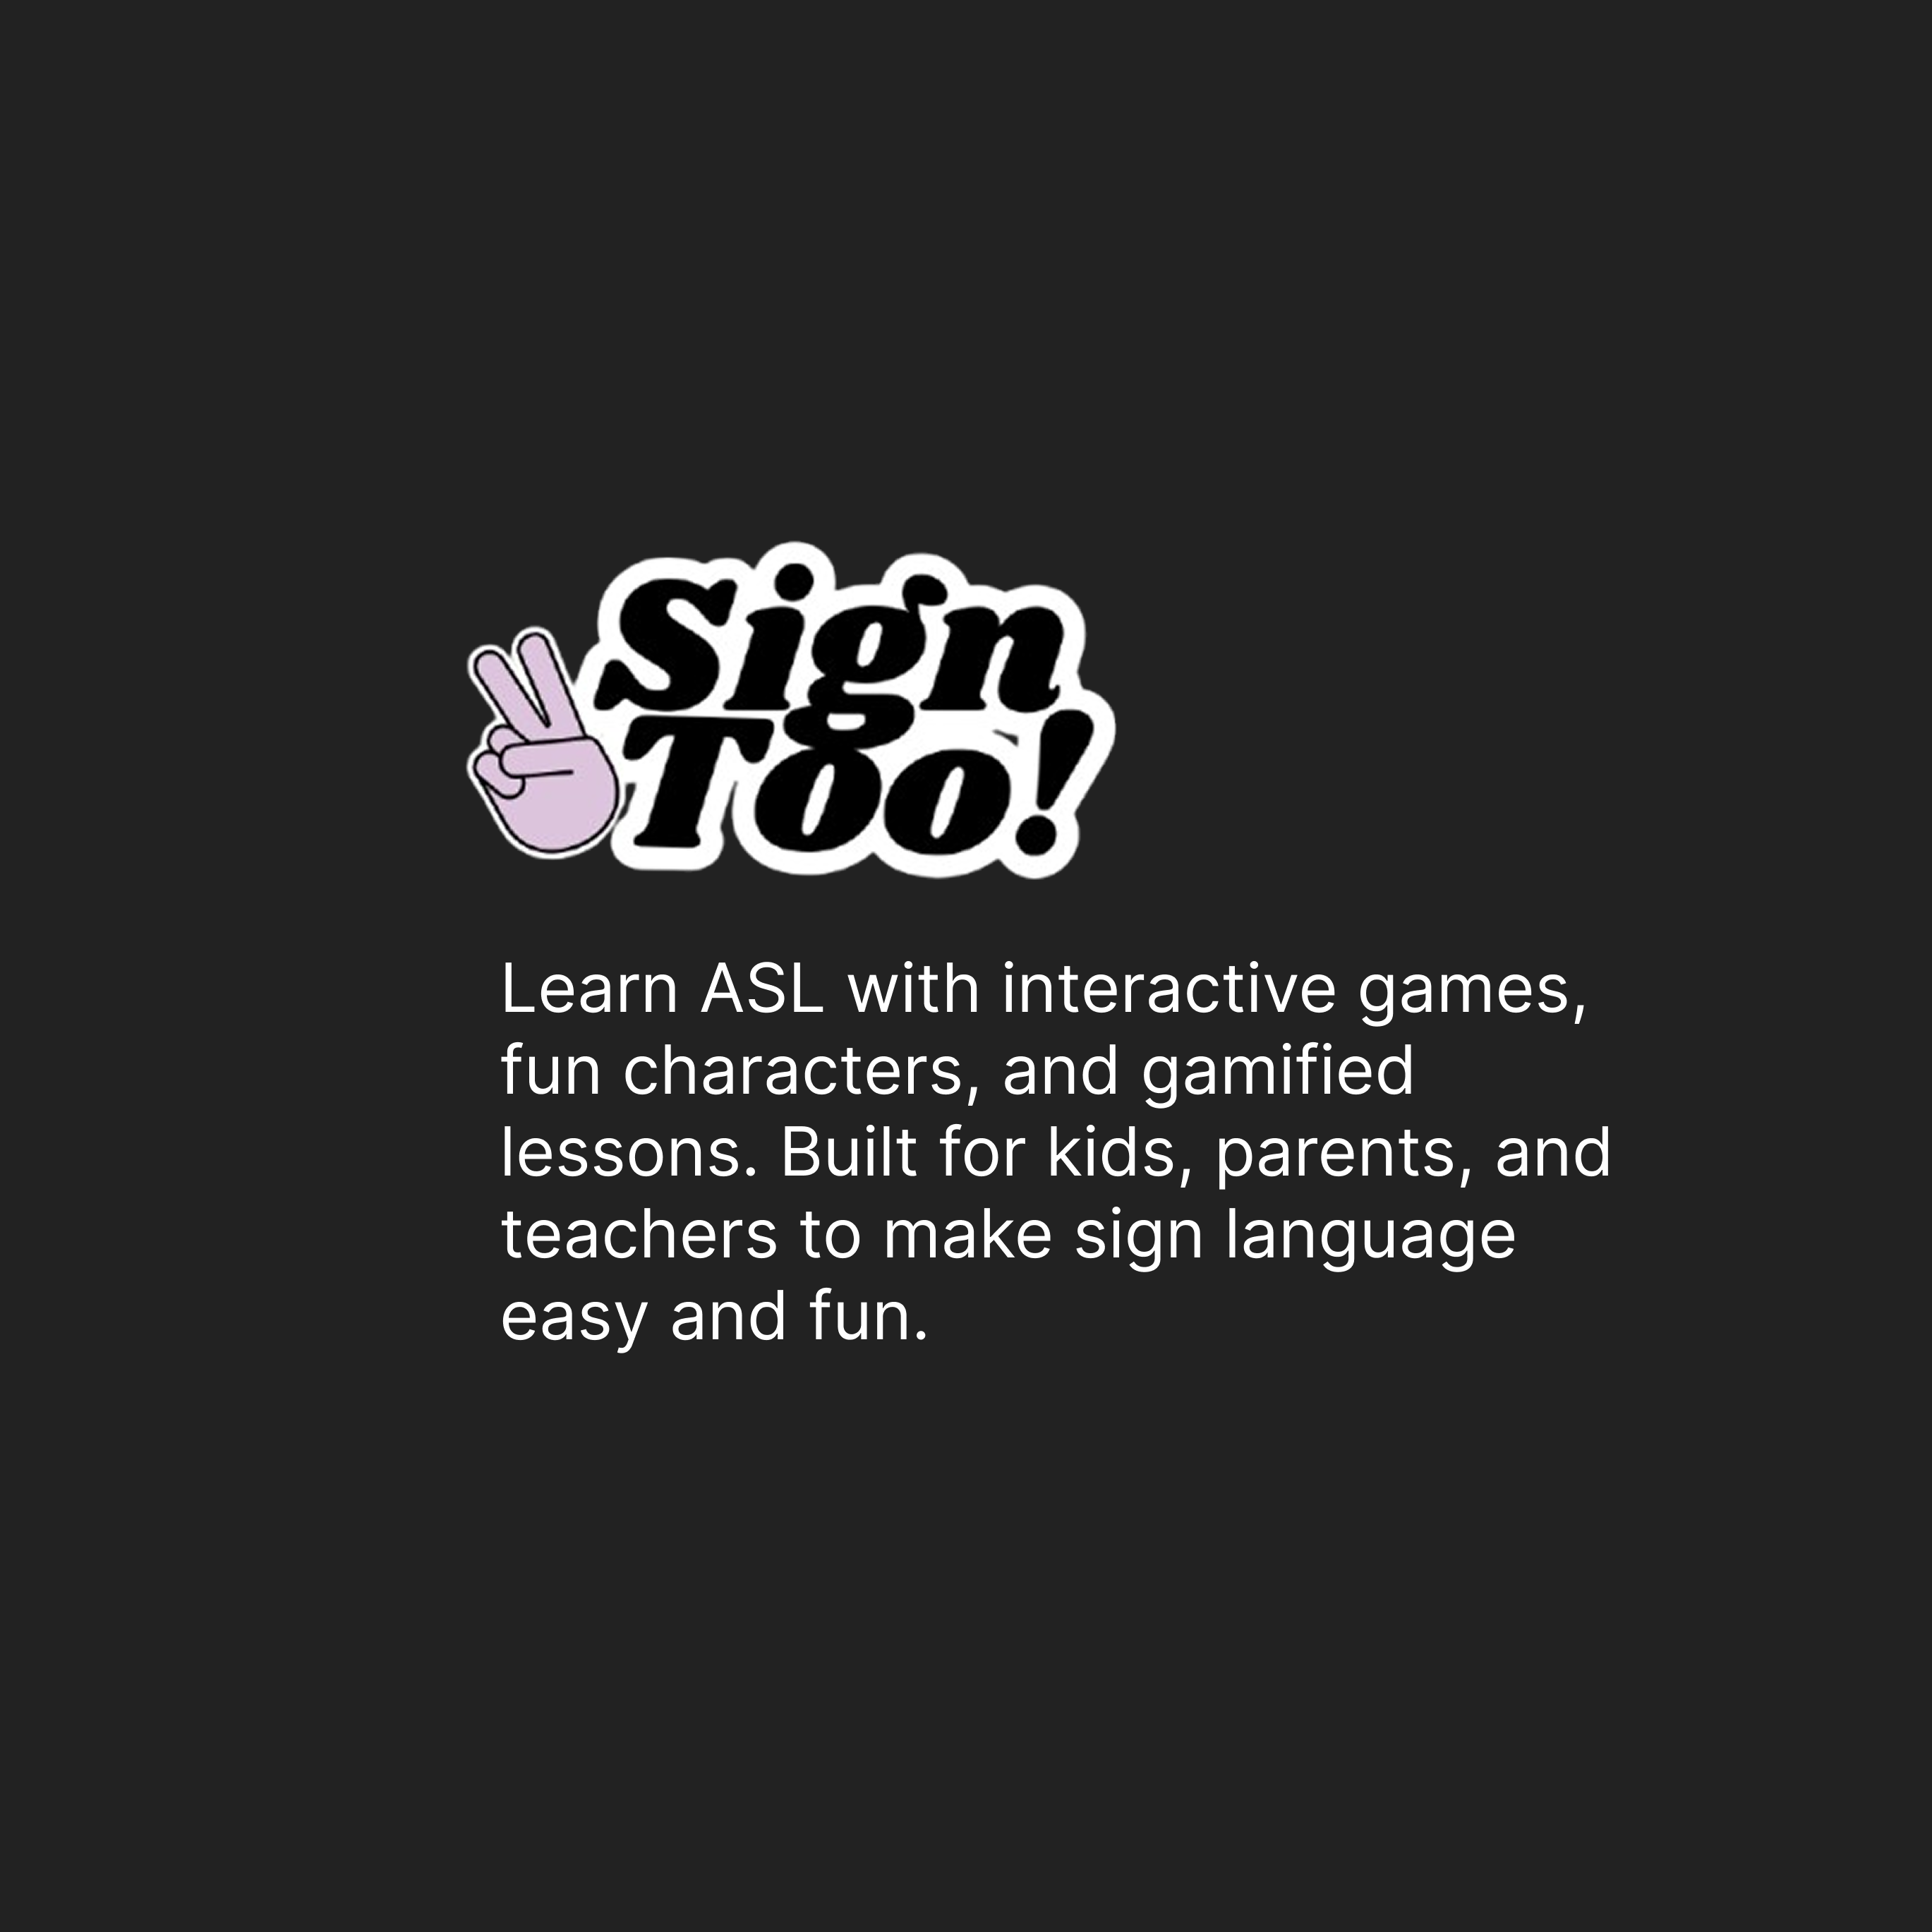 Sign
Too!
Learn ASL with interactive games,
fun characters, and gamified
lessons. Built for kids, parents, and
teachers to make sign language
easy and fun.